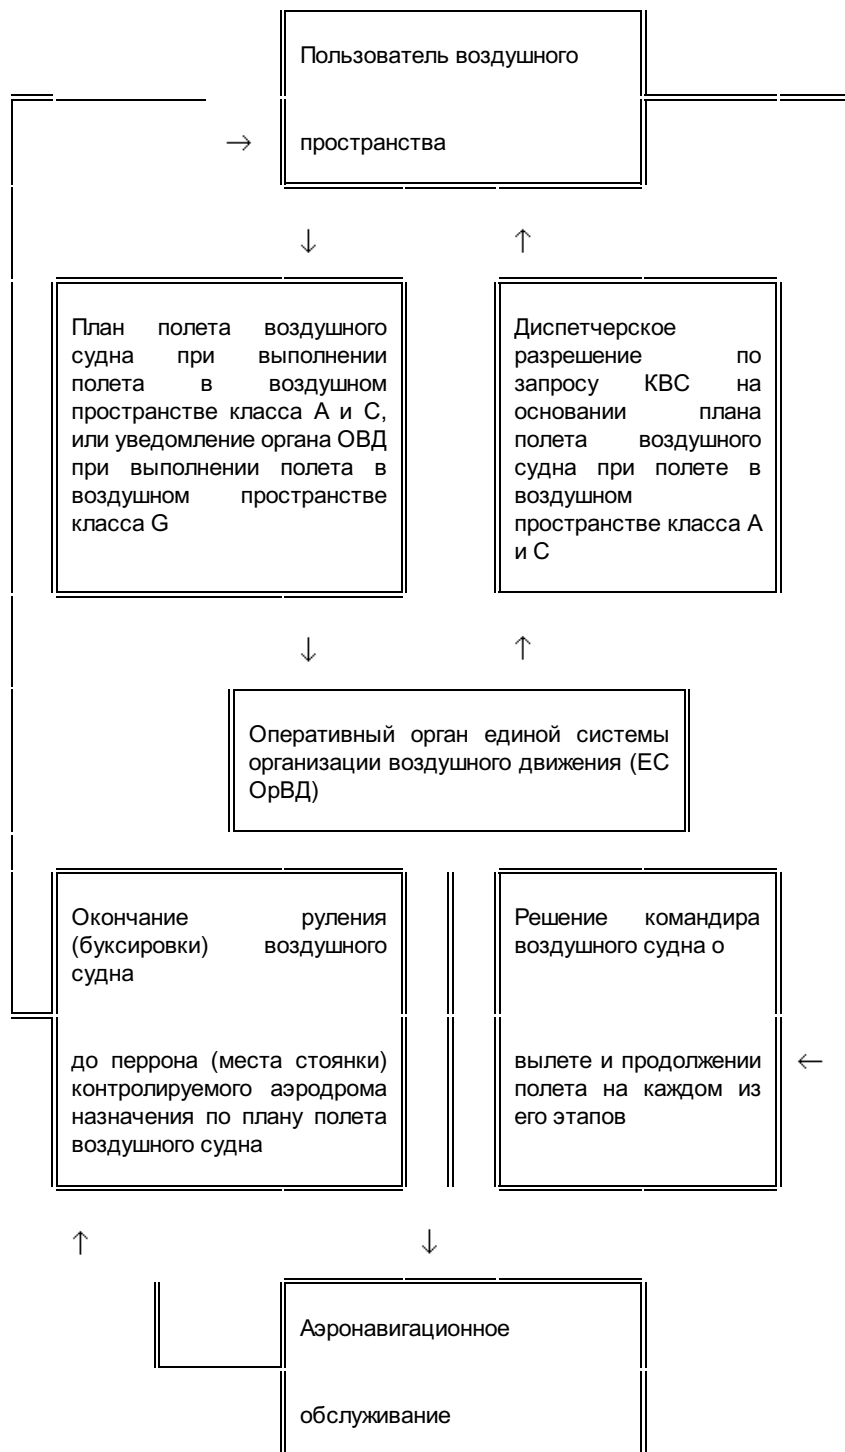 Пользователь воздушного
→
пространства
↓
↑
План полета воздушного
судна при выполнении
полета в воздушном
пространстве класса A и C,
или уведомление органа ОВД
при выполнении полета в
воздушном пространстве
класса G
Диспетчерское
разрешение по
запросу КВС на
основании плана
полета воздушного
судна при полете в
воздушном
пространстве класса A
и C
↓
↑
Оперативный орган единой системы
организации воздушного движения (ЕС
ОрВД)
Окончание руления
(буксировки) воздушного
судна
до перрона (места стоянки)
контролируемого аэродрома
назначения по плану полета
воздушного судна
Решение командира
воздушного судна о
вылете и продолжении
полета на каждом из
его этапов
←
↑
↓
Аэронавигационное
обслуживание